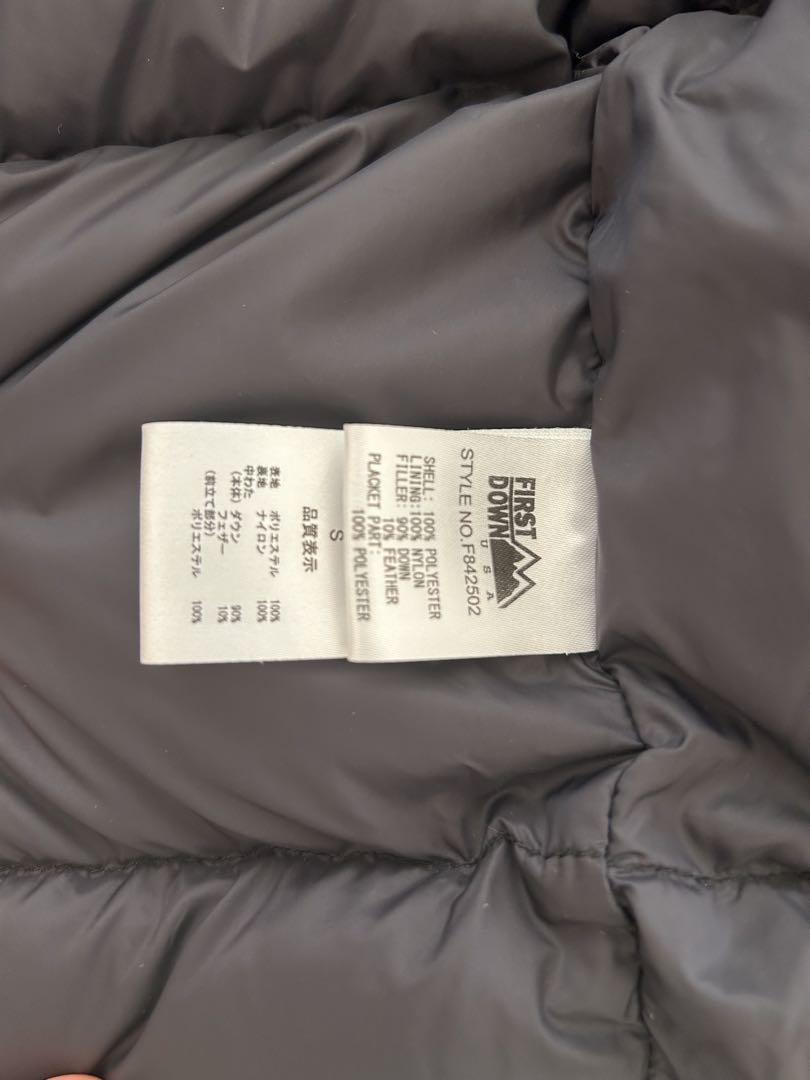 FIRST
DOWN
USA
STYLE NO.F842502
SHELL: 100% POLYESTER
LINING:100% NYLON
FILLER: 90% DOWN
10% FEATHER
PLACKET PART:
100% POLYESTER
S
品質表示
表地 ポリエステル 100%
裏地 ナイロン 100%
中わた
(本体) ダウン 90%
フェザー 10%
(前立て部分)
ポリエステル 100%